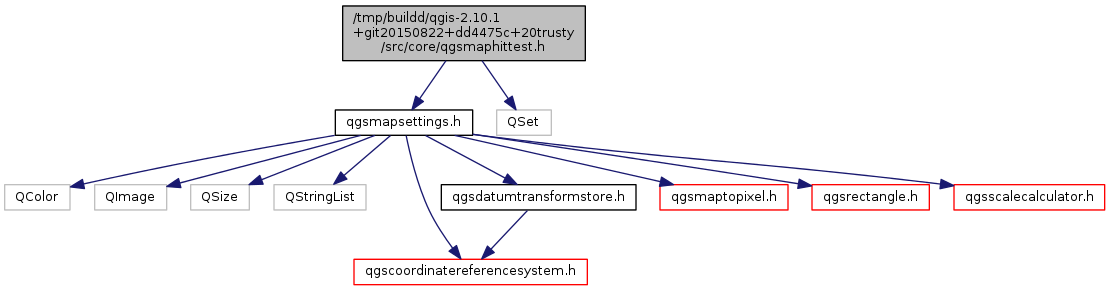 /tmp/buildd/qgis-2.10.1
+git20150822+dd4475c+20trusty
/src/core/qgsmaphittest.h
qgsmapsettings.h
QSet
QColor
QImage
QSize
QStringList
qgsdatumtransformstore.h
qgsmaptopixel.h
qgsrectangle.h
qgsscalecalculator.h
qgscoordinatereferencesystem.h